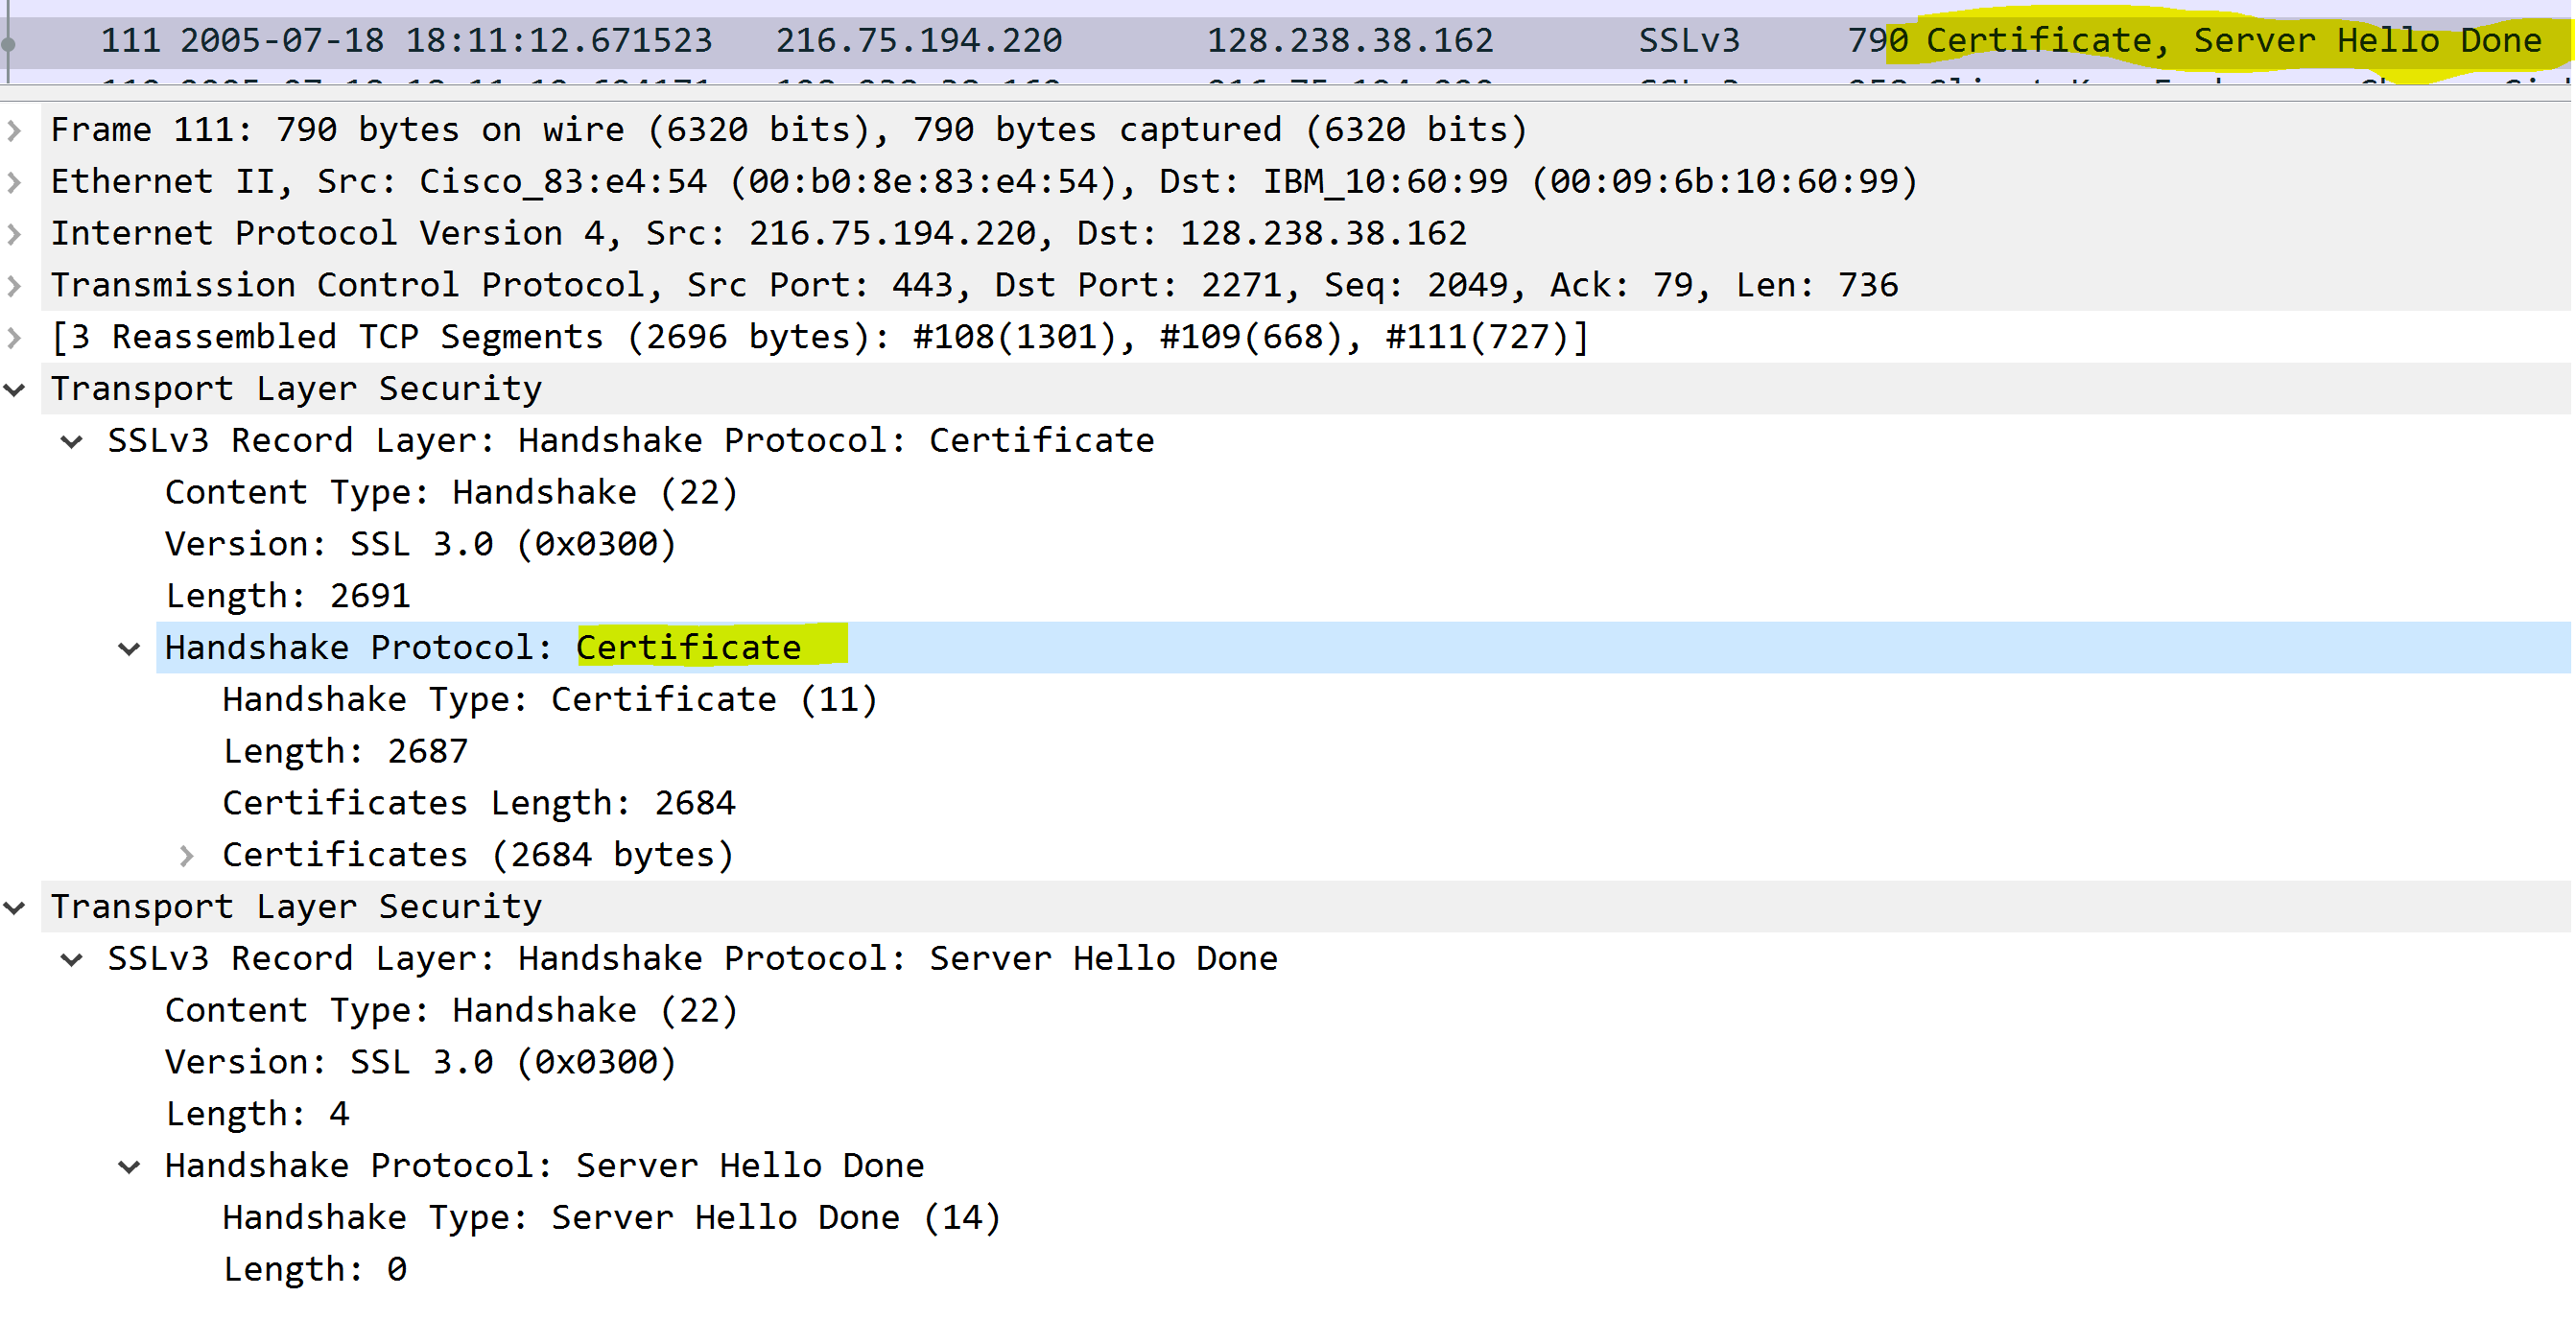 111 2005-07-18 18:11:12.671523 216.75.194.220 128.238.38.162 SSLv3 790 Certificate, Server Hello Done
Frame 111: 790 bytes on wire (6320 bits), 790 bytes captured (6320 bits)
Ethernet II, Src: Cisco_83:e4:54 (00:b0:8e:83:e4:54), Dst: IBM_10:60:99 (00:09:6b:10:60:99)
Internet Protocol Version 4, Src: 216.75.194.220, Dst: 128.238.38.162
Transmission Control Protocol, Src Port: 443, Dst Port: 2271, Seq: 2049, Ack: 79, Len: 736
[3 Reassembled TCP Segments (2696 bytes): #108(1301), #109(668), #111(727)]
Transport Layer Security
SSLv3 Record Layer: Handshake Protocol: Certificate
Content Type: Handshake (22)
Version: SSL 3.0 (0x0300)
Length: 2691
Handshake Protocol: Certificate
Handshake Type: Certificate (11)
Length: 2687
Certificates Length: 2684
Certificates (2684 bytes)
Transport Layer Security
SSLv3 Record Layer: Handshake Protocol: Server Hello Done
Content Type: Handshake (22)
Version: SSL 3.0 (0x0300)
Length: 4
Handshake Protocol: Server Hello Done
Handshake Type: Server Hello Done (14)
Length: 0